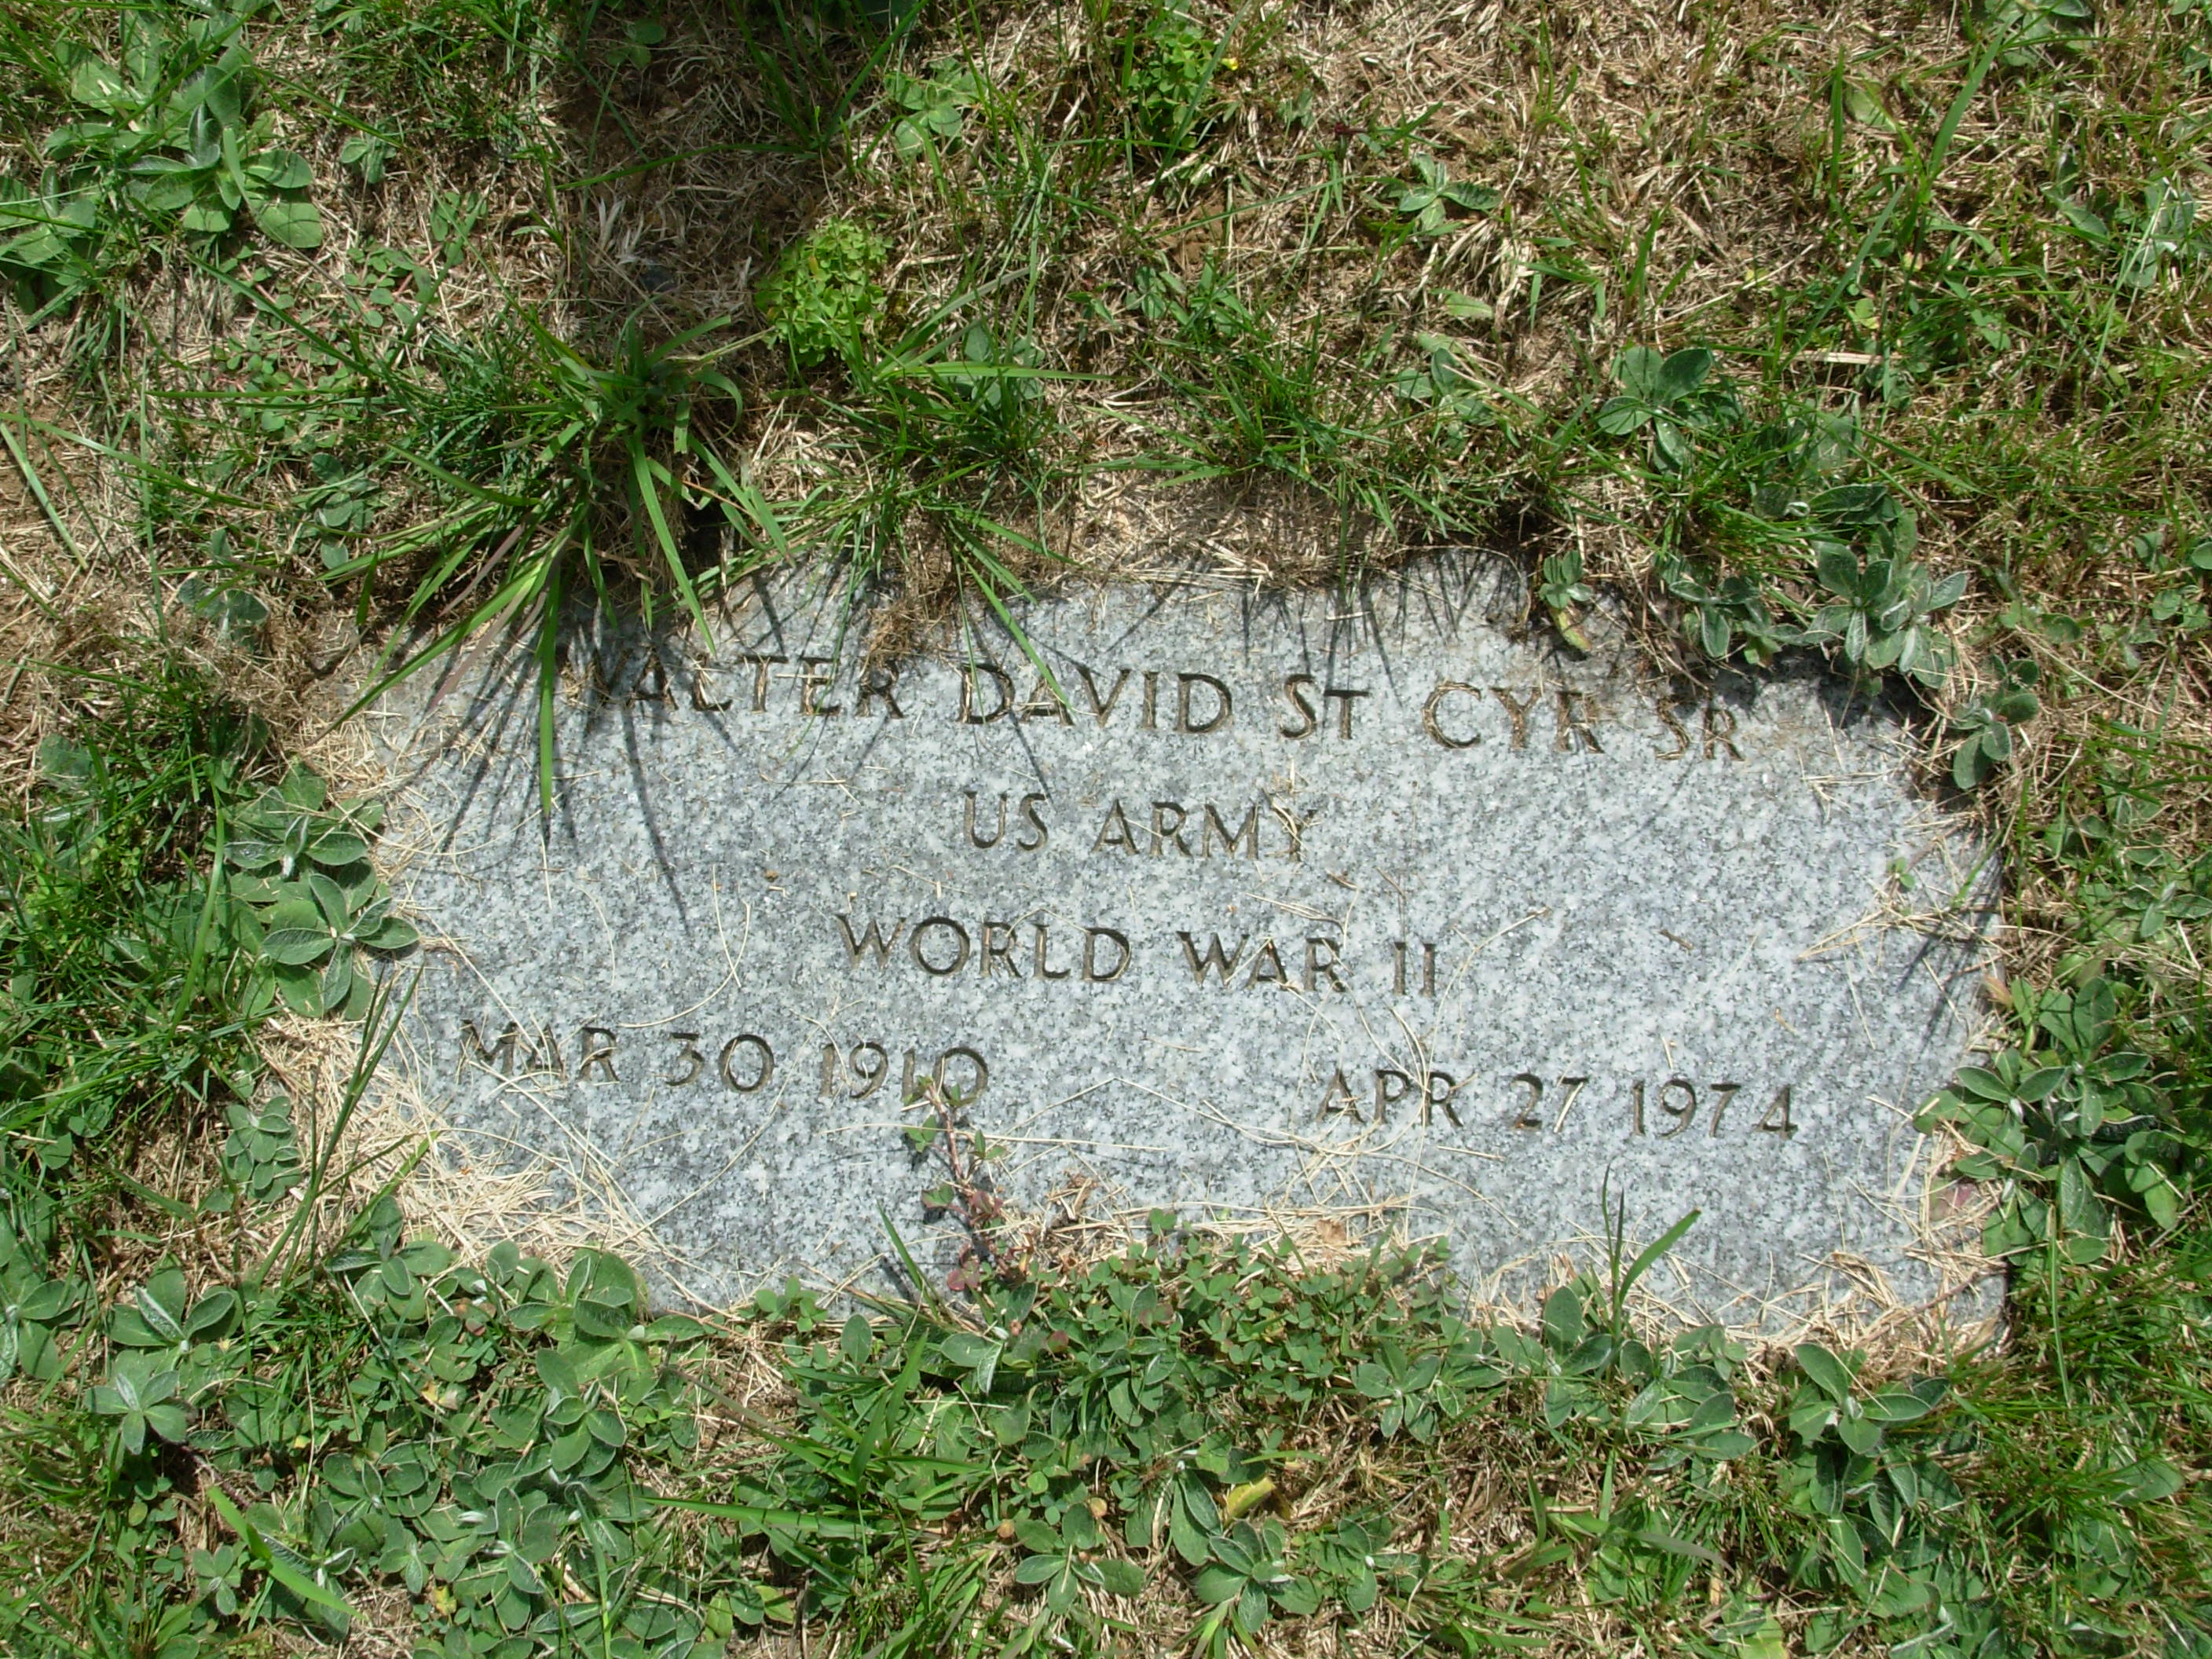 WALTER DAVID ST CYR SR
US ARMY
WORLD WAR II
MAR 30 1910 APR 27 1974